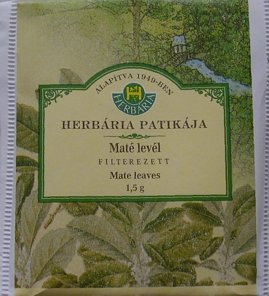 ALAPÍTVA 1949-BEN
HERBÁRIA
HERBÁRIA PATIKÁJA
Maté levél
FILTEREZETT
Mate leaves
1,5 g